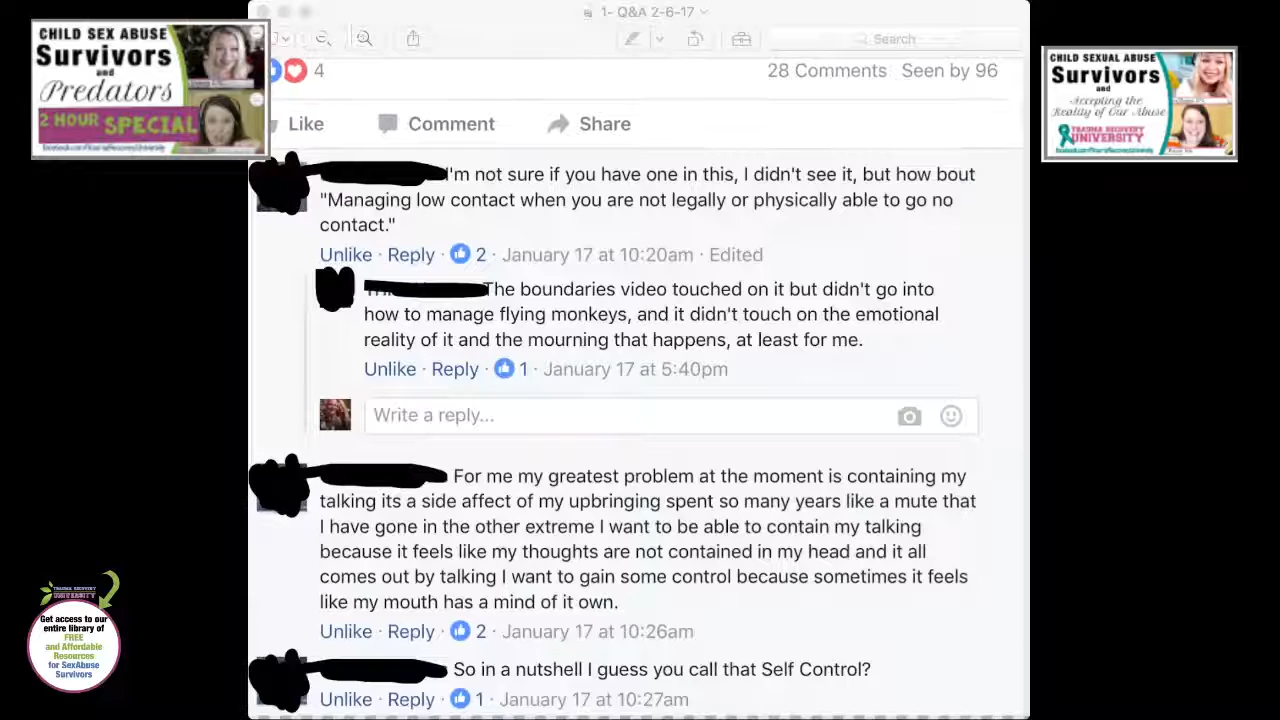 1- Q&A 2-6-17
Search
CHILD SEX ABUSE
Survivors
and
Predators
2 HOUR SPECIAL
CHILD SEXUAL ABUSE
Survivors
and
Accepting the
Reality of Our Abuse
TRAUMA RECOVERY
UNIVERSITY
4
28 Comments Seen by 96
Like Comment Share
I'm not sure if you have one in this, I didn't see it, but how bout
"Managing low contact when you are not legally or physically able to go no
contact."
Unlike · Reply · 2 · January 17 at 10:20am · Edited
The boundaries video touched on it but didn't go into
how to manage flying monkeys, and it didn't touch on the emotional
reality of it and the mourning that happens, at least for me.
Unlike · Reply · 1 · January 17 at 5:40pm
Write a reply...
For me my greatest problem at the moment is containing my
talking its a side affect of my upbringing spent so many years like a mute that
I have gone in the other extreme I want to be able to contain my talking
because it feels like my thoughts are not contained in my head and it all
comes out by talking I want to gain some control because sometimes it feels
like my mouth has a mind of it own.
Unlike · Reply · 2 · January 17 at 10:26am
So in a nutshell I guess you call that Self Control?
Unlike · Reply · 1 · January 17 at 10:27am
TRAUMA RECOVERY
UNIVERSITY
Get access to our
entire library of
FREE
and Affordable
Resources
for SexAbuse
Survivors